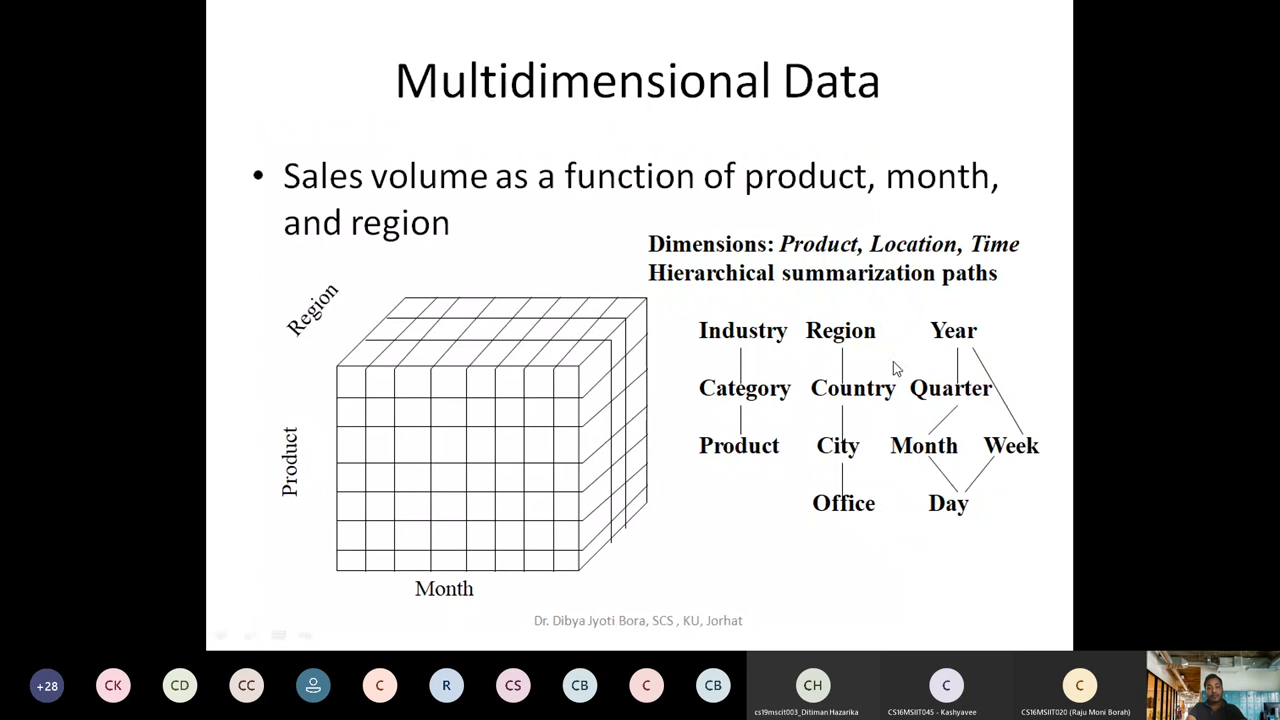 Multidimensional Data
• Sales volume as a function of product, month,
and region
Dimensions: Product, Location, Time
Hierarchical summarization paths
Region
Product
Month
Industry Region Year
Category Country Quarter
Product City Month Week
Office Day
Dr. Dibya Jyoti Bora, SCS , KU, Jorhat
+28 CK CD CC C R CS CB C CB CH C C
cs19mscit003_Ditiman Hazarika CS16MSIIT045 - Kashyavee CS16MSIIT020 (Raju Moni Borah)